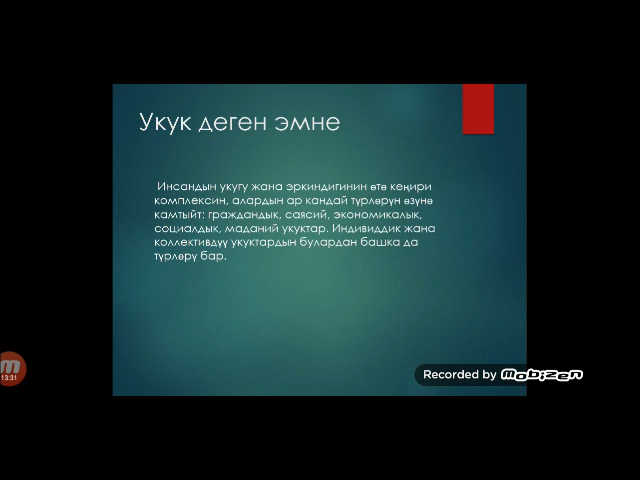 Укук деген эмне
Инсандын укугу жана эркиндигинин өтө кеңири
комплексин, алардын ар кандай түрлөрүн өзүнө
камтыйт: граждандык, саясий, экономикалык,
социалдык, маданий укуктар. Индивиддик жана
коллективдүү укуктардын булардан башка да
түрлөрү бар.
m
13:31
Recorded by Mobizen